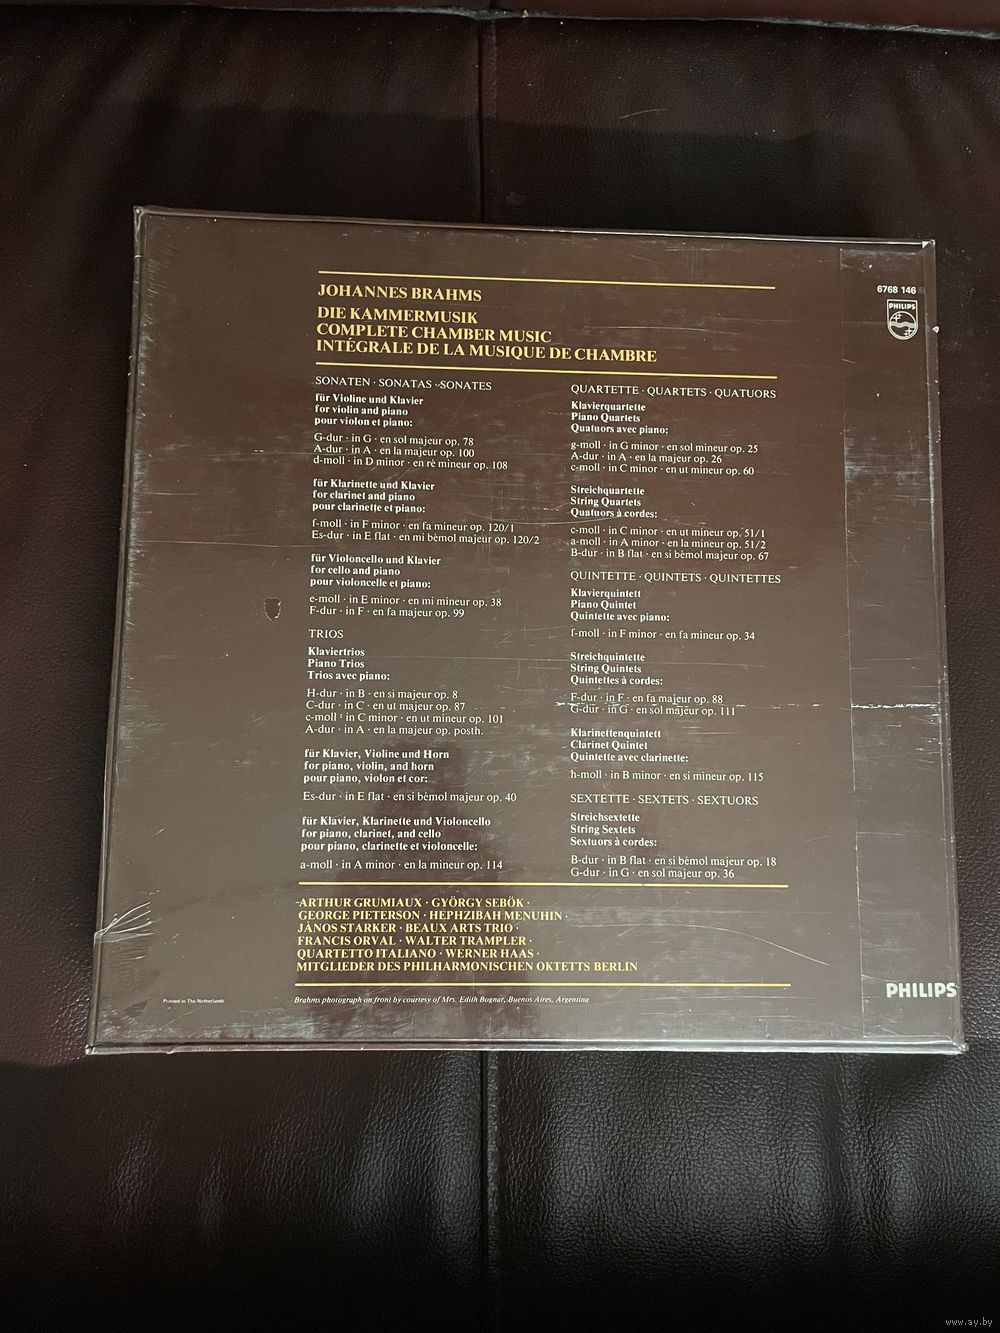 JOHANNES BRAHMS
DIE KAMMERMUSIK
COMPLETE CHAMBER MUSIC
INTÉGRALE DE LA MUSIQUE DE CHAMBRE
6768 146
PHILIPS
SONATEN · SONATAS · SONATES
für Violine und Klavier
for violin and piano
pour violon et piano:
G-dur · in G · en sol majeur op. 78
A-dur · in A · en la majeur op. 100
d-moll · in D minor · en ré mineur op. 108
für Klarinette und Klavier
for clarinet and piano
pour clarinette et piano:
f-moll · in F minor · en fa mineur op. 120/1
Es-dur · in E flat · en mi bémol majeur op. 120/2
für Violoncello und Klavier
for cello and piano
pour violoncelle et piano:
e-moll · in E minor · en mi mineur op. 38
F-dur · in F · en fa majeur op. 99
TRIOS
Klaviertrios
Piano Trios
Trios avec piano:
H-dur · in B · en si majeur op. 8
C-dur · in C · en ut majeur op. 87
c-moll · in C minor · en ut mineur op. 101
A-dur · in A · en la majeur op. posth.
für Klavier, Violine und Horn
for piano, violin, and horn
pour piano, violon et cor:
Es-dur · in E flat · en si bémol majeur op. 40
für Klavier, Klarinette und Violoncello
for piano, clarinet, and cello
pour piano, clarinette et violoncelle:
a-moll · in A minor · en la mineur op. 114
QUARTETTE · QUARTETS · QUATUORS
Klavierquartette
Piano Quartets
Quatuors avec piano:
g-moll · in G minor · en sol mineur op. 25
A-dur · in A · en la majeur op. 26
c-moll · in C minor · en ut mineur op. 60
Streichquartette
String Quartets
Quatuors à cordes:
c-moll · in C minor · en ut mineur op. 51/1
a-moll · in A minor · en la mineur op. 51/2
B-dur · in B flat · en si bémol majeur op. 67
QUINTETTE · QUINTETS · QUINTETTES
Klavierquintett
Piano Quintet
Quintette avec piano:
f-moll · in F minor · en fa mineur op. 34
Streichquintette
String Quintets
Quintettes à cordes:
F-dur · in F · en fa majeur op. 88
G-dur · in G · en sol majeur op. 111
Klarinettenquintett
Clarinet Quintet
Quintette avec clarinette:
h-moll · in B minor · en si mineur op. 115
SEXTETTE · SEXTETS · SEXTUORS
Streichsextette
String Sextets
Sextuors à cordes:
B-dur · in B flat · en si bémol majeur op. 18
G-dur · in G · en sol majeur op. 36
ARTHUR GRUMIAUX · GYÖRGY SEBÖK ·
GEORGE PIETERSON · HEPHZIBAH MENUHIN ·
JÁNOS STARKER · BEAUX ARTS TRIO ·
FRANCIS ORVAL · WALTER TRAMPLER ·
QUARTETTO ITALIANO · WERNER HAAS ·
MITGLIEDER DES PHILHARMONISCHEN OKTETTS BERLIN
Printed in The Netherlands
Brahms photograph on front by courtesy of Mrs. Edith Bognar, Buenos Aires, Argentina
PHILIPS
www.ay.by